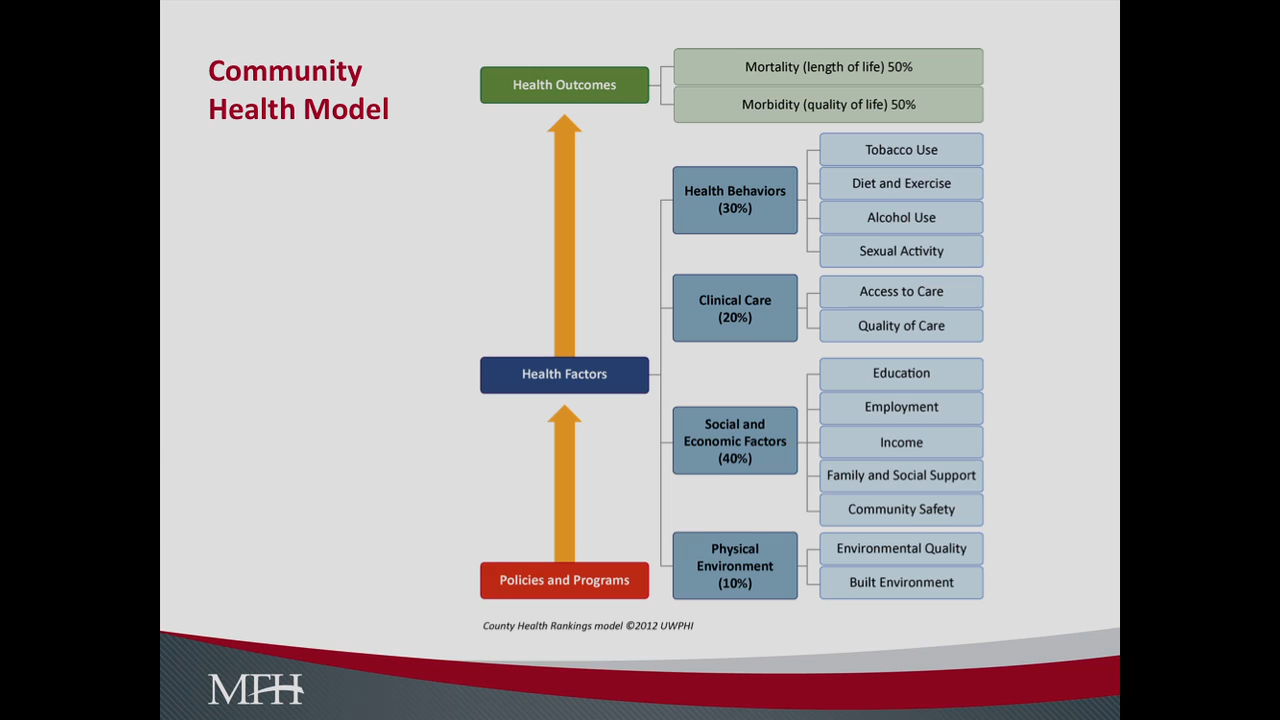 Community
Health Model
Health Outcomes
Mortality (length of life) 50%
Morbidity (quality of life) 50%
Health Behaviors
(30%)
Tobacco Use
Diet and Exercise
Alcohol Use
Sexual Activity
Clinical Care
(20%)
Access to Care
Quality of Care
Health Factors
Social and
Economic Factors
(40%)
Education
Employment
Income
Family and Social Support
Community Safety
Physical
Environment
(10%)
Environmental Quality
Built Environment
Policies and Programs
County Health Rankings model ©2012 UWPHI
MFH